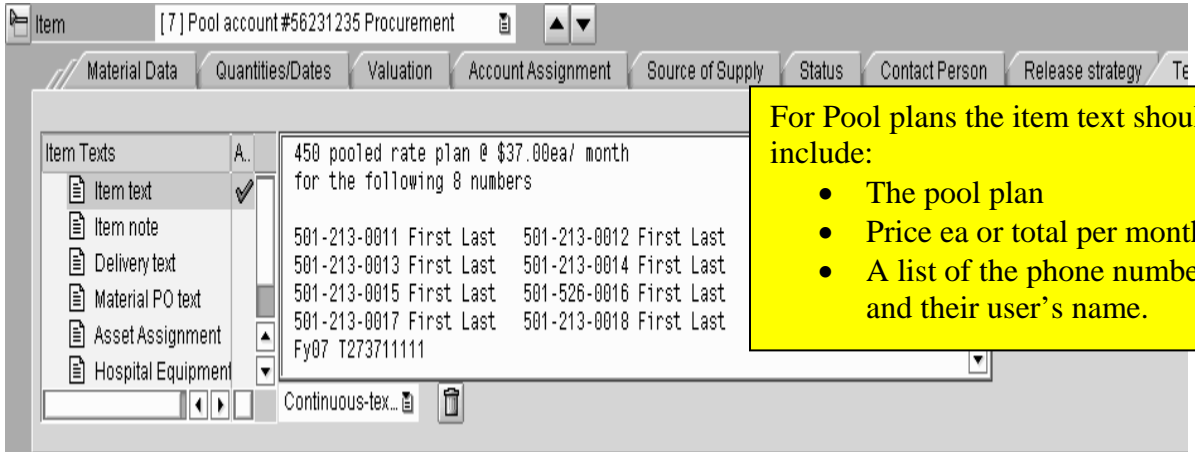 Item [ 7 ] Pool account #56231235 Procurement
Material Data Quantities/Dates Valuation Account Assignment Source of Supply Status Contact Person Release strategy Te
For Pool plans the item text shoul
include:
• The pool plan
• Price ea or total per month
• A list of the phone numbe
and their user's name.
Item Texts A..
Item text
Item note
Delivery text
Material PO text
Asset Assignment
Hospital Equipment
450 pooled rate plan @ $37.00ea/ month
for the following 8 numbers
501-213-0011 First Last 501-213-0012 First Last
501-213-0013 First Last 501-213-0014 First Last
501-213-0015 First Last 501-526-0016 First Last
501-213-0017 First Last 501-213-0018 First Last
Fy07 T273711111
Continuous-tex...